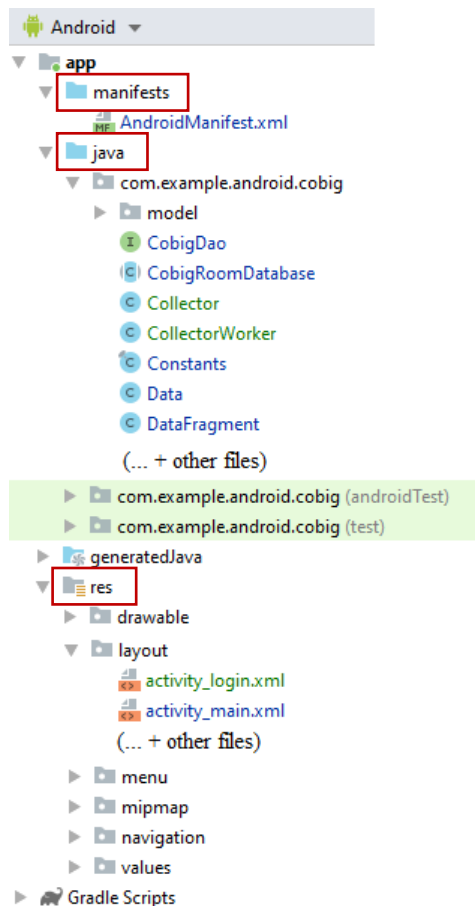 Android
app
manifests
MF AndroidManifest.xml
java
com.example.android.cobig
model
I CobigDao
C CobigRoomDatabase
C Collector
C CollectorWorker
C Constants
C Data
C DataFragment
(... + other files)
com.example.android.cobig (androidTest)
com.example.android.cobig (test)
generatedJava
res
drawable
layout
<> activity_login.xml
<> activity_main.xml
(... + other files)
menu
mipmap
navigation
values
Gradle Scripts